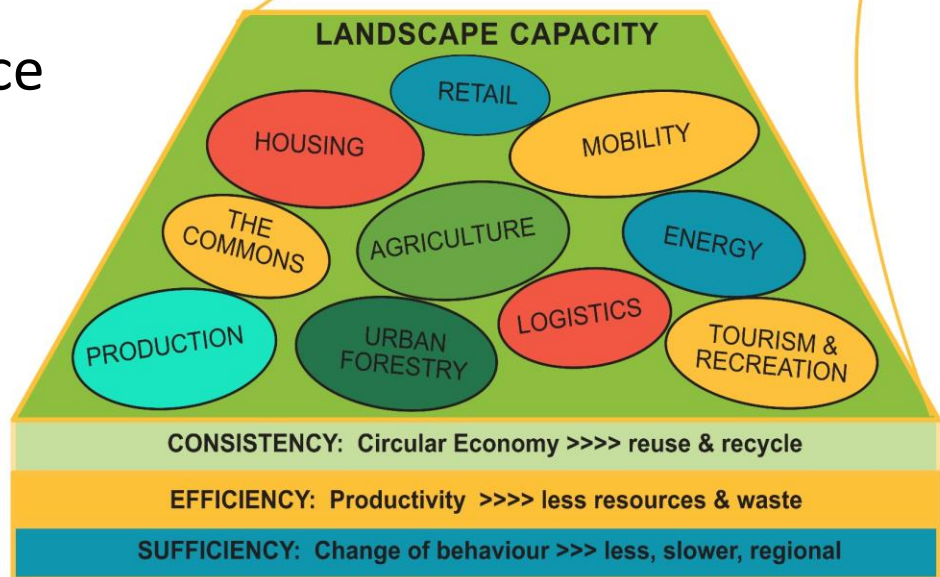 ce
LANDSCAPE CAPACITY
RETAIL
HOUSING
MOBILITY
THE
COMMONS
AGRICULTURE
ENERGY
PRODUCTION
URBAN
FORESTRY
LOGISTICS
TOURISM &
RECREATION
CONSISTENCY: Circular Economy >>>> reuse & recycle
EFFICIENCY: Productivity >>>> less resources & waste
SUFFICIENCY: Change of behaviour >>> less, slower, regional